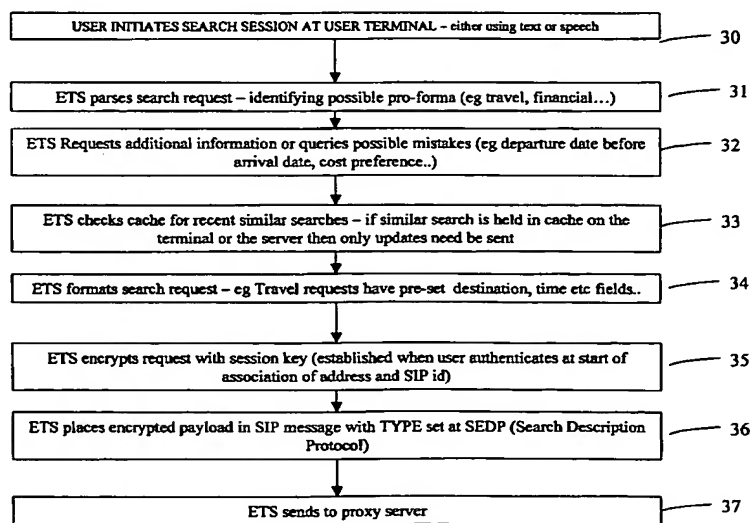 USER INITIATES SEARCH SESSION AT USER TERMINAL – either using text or speech
30
ETS parses search request – identifying possible pro-forma (eg travel, financial...)
31
ETS Requests additional information or queries possible mistakes (eg departure date before
arrival date, cost preference..)
32
ETS checks cache for recent similar searches – if similar search is held in cache on the
terminal or the server then only updates need be sent
33
ETS formats search request – eg Travel requests have pre-set destination, time etc fields..
34
ETS encrypts request with session key (established when user authenticates at start of
association of address and SIP id)
35
ETS places encrypted payload in SIP message with TYPE set at SEDP (Search Description
Protocol)
36
ETS sends to proxy server
37